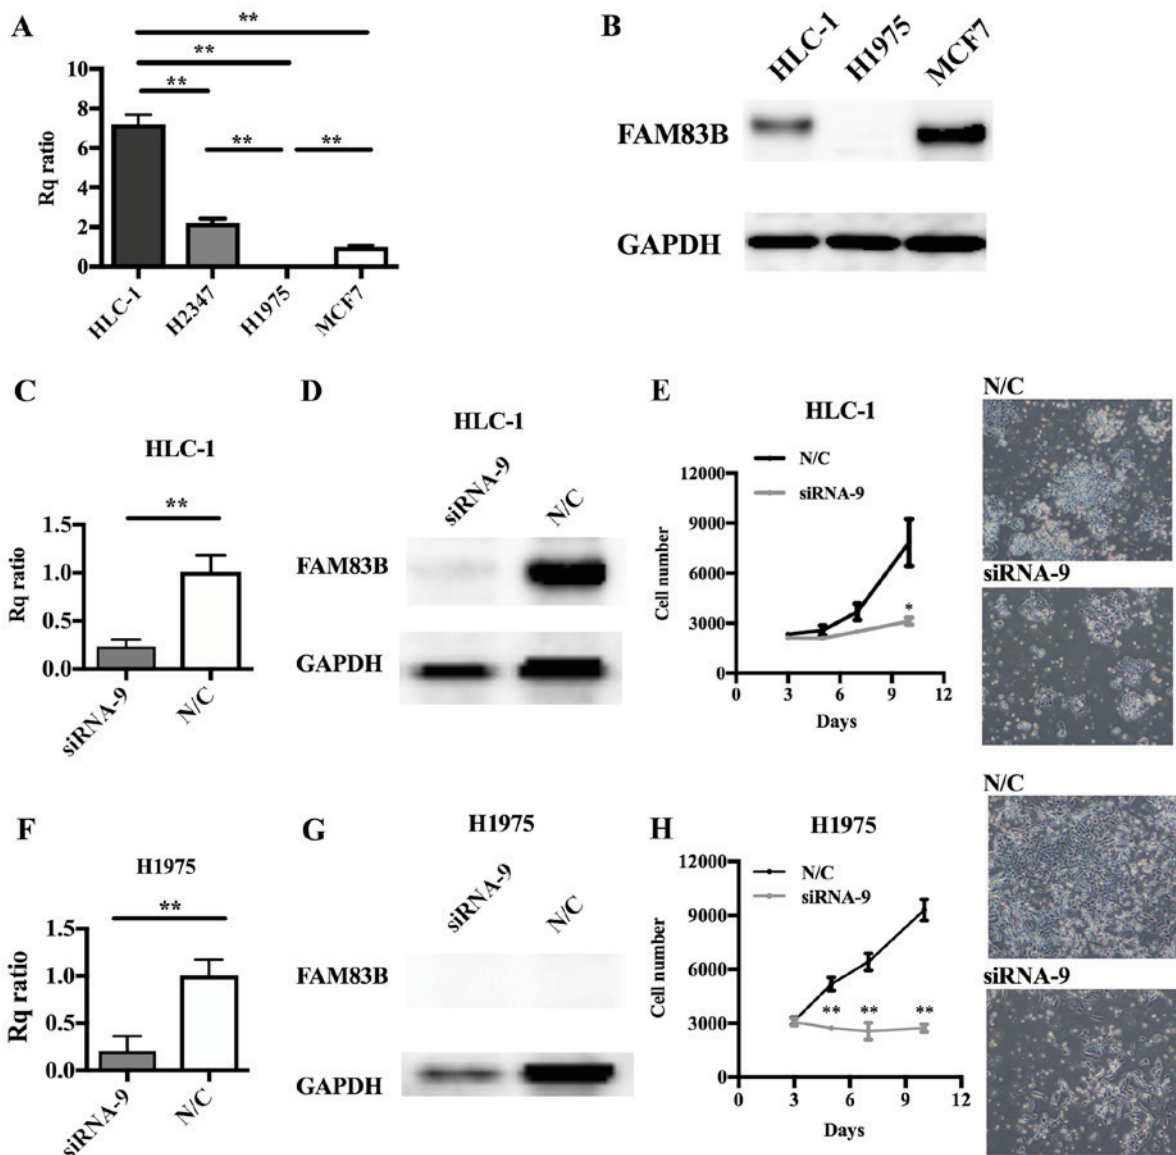 A
**
**
**
**
**
10
8
6
4
2
0
Rq ratio
HLC-1
H2347
H1975
MCF7
B
HLC-1
H1975
MCF7
FAM83B
GAPDH
C
HLC-1
**
1.5
1.0
0.5
0.0
Rq ratio
siRNA-9
N/C
D
HLC-1
siRNA-9
N/C
FAM83B
GAPDH
E
HLC-1
N/C
siRNA-9
12000
9000
6000
3000
0
Cell number
*
0 3 6 9 12
Days
N/C
siRNA-9
F
H1975
**
1.5
1.0
0.5
0.0
Rq ratio
siRNA-9
N/C
G
H1975
siRNA-9
N/C
FAM83B
GAPDH
H
H1975
N/C
siRNA-9
12000
9000
6000
3000
0
Cell number
** ** **
0 3 6 9 12
Days
N/C
siRNA-9